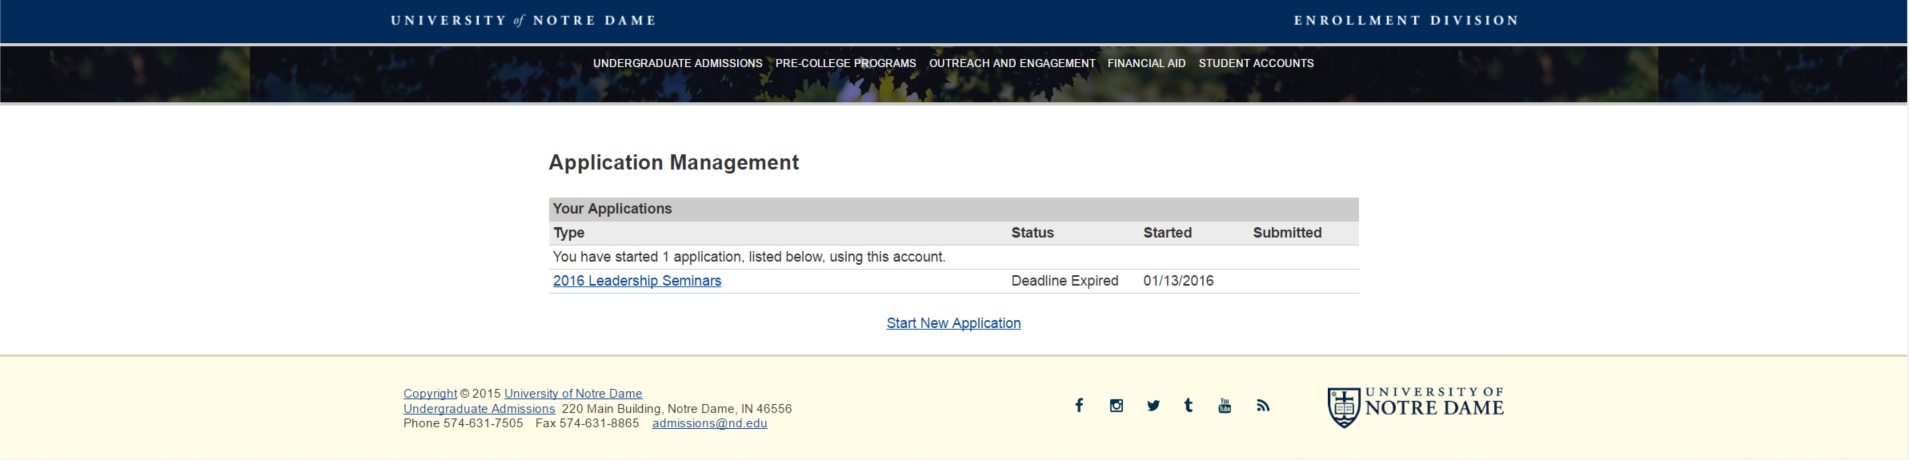 UNIVERSITY of NOTRE DAME ENROLLMENT DIVISION
UNDERGRADUATE ADMISSIONS PRE-COLLEGE PROGRAMS OUTREACH AND ENGAGEMENT FINANCIAL AID STUDENT ACCOUNTS
Application Management
Your Applications
Type Status Started Submitted
You have started 1 application, listed below, using this account.
2016 Leadership Seminars Deadline Expired 01/13/2016
Start New Application
Copyright © 2015 University of Notre Dame
Undergraduate Admissions 220 Main Building, Notre Dame, IN 46556
Phone 574-631-7505 Fax 574-631-8865 admissions@nd.edu
You Tube
UNIVERSITY OF
NOTRE DAME